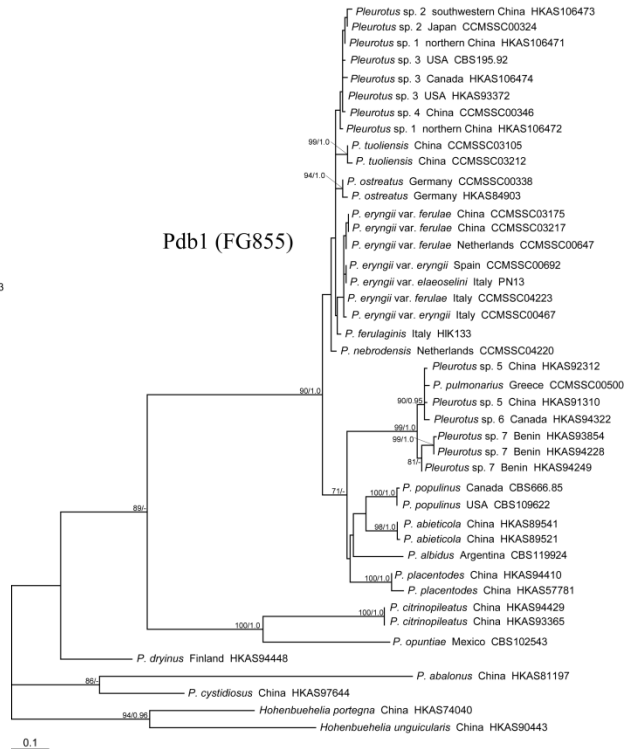 Pleurotus sp. 2 southwestern China HKAS106473
Pleurotus sp. 2 Japan CCMSSC00324
Pleurotus sp. 1 northern China HKAS106471
Pleurotus sp. 3 USA CBS195.92
Pleurotus sp. 3 Canada HKAS106474
Pleurotus sp. 3 USA HKAS93372
Pleurotus sp. 4 China CCMSSC00346
Pleurotus sp. 1 northern China HKAS106472
99/1.0
P. tuoliensis China CCMSSC03105
P. tuoliensis China CCMSSC03212
94/1.0
P. ostreatus Germany CCMSSC00338
P. ostreatus Germany HKAS84903
P. eryngii var. ferulae China CCMSSC03175
P. eryngii var. ferulae China CCMSSC03217
Pdb1 (FG855)
P. eryngii var. ferulae Netherlands CCMSSC00647
P. eryngii var. eryngii Spain CCMSSC00692
P. eryngii var. elaeoselini Italy PN13
3
P. eryngii var. ferulae Italy CCMSSC04223
P. eryngii var. eryngii Italy CCMSSC00467
P. ferulaginis Italy HIK133
P. nebrodensis Netherlands CCMSSC04220
Pleurotus sp. 5 China HKAS92312
90/1.0
90/0.95
P. pulmonarius Greece CCMSSC00500
Pleurotus sp. 5 China HKAS91310
Pleurotus sp. 6 Canada HKAS94322
99/1.0
Pleurotus sp. 7 Benin HKAS93854
99/1.0
Pleurotus sp. 7 Benin HKAS94228
81/-
Pleurotus sp. 7 Benin HKAS94249
71/-
P. populinus Canada CBS666.85
100/1.0
P. populinus USA CBS109622
89/-
P. abieticola China HKAS89541
98/1.0
P. abieticola China HKAS89521
P. albidus Argentina CBS119924
P. placentodes China HKAS94410
100/1.0
P. placentodes China HKAS57781
P. citrinopileatus China HKAS94429
100/1.0
P. citrinopileatus China HKAS93365
100/1.0
P. opuntiae Mexico CBS102543
P. dryinus Finland HKAS94448
P. abalonus China HKAS81197
86/-
P. cystidiosus China HKAS97644
Hohenbuehelia portegna China HKAS74040
94/0.96
Hohenbuehelia unguicularis China HKAS90443
0.1